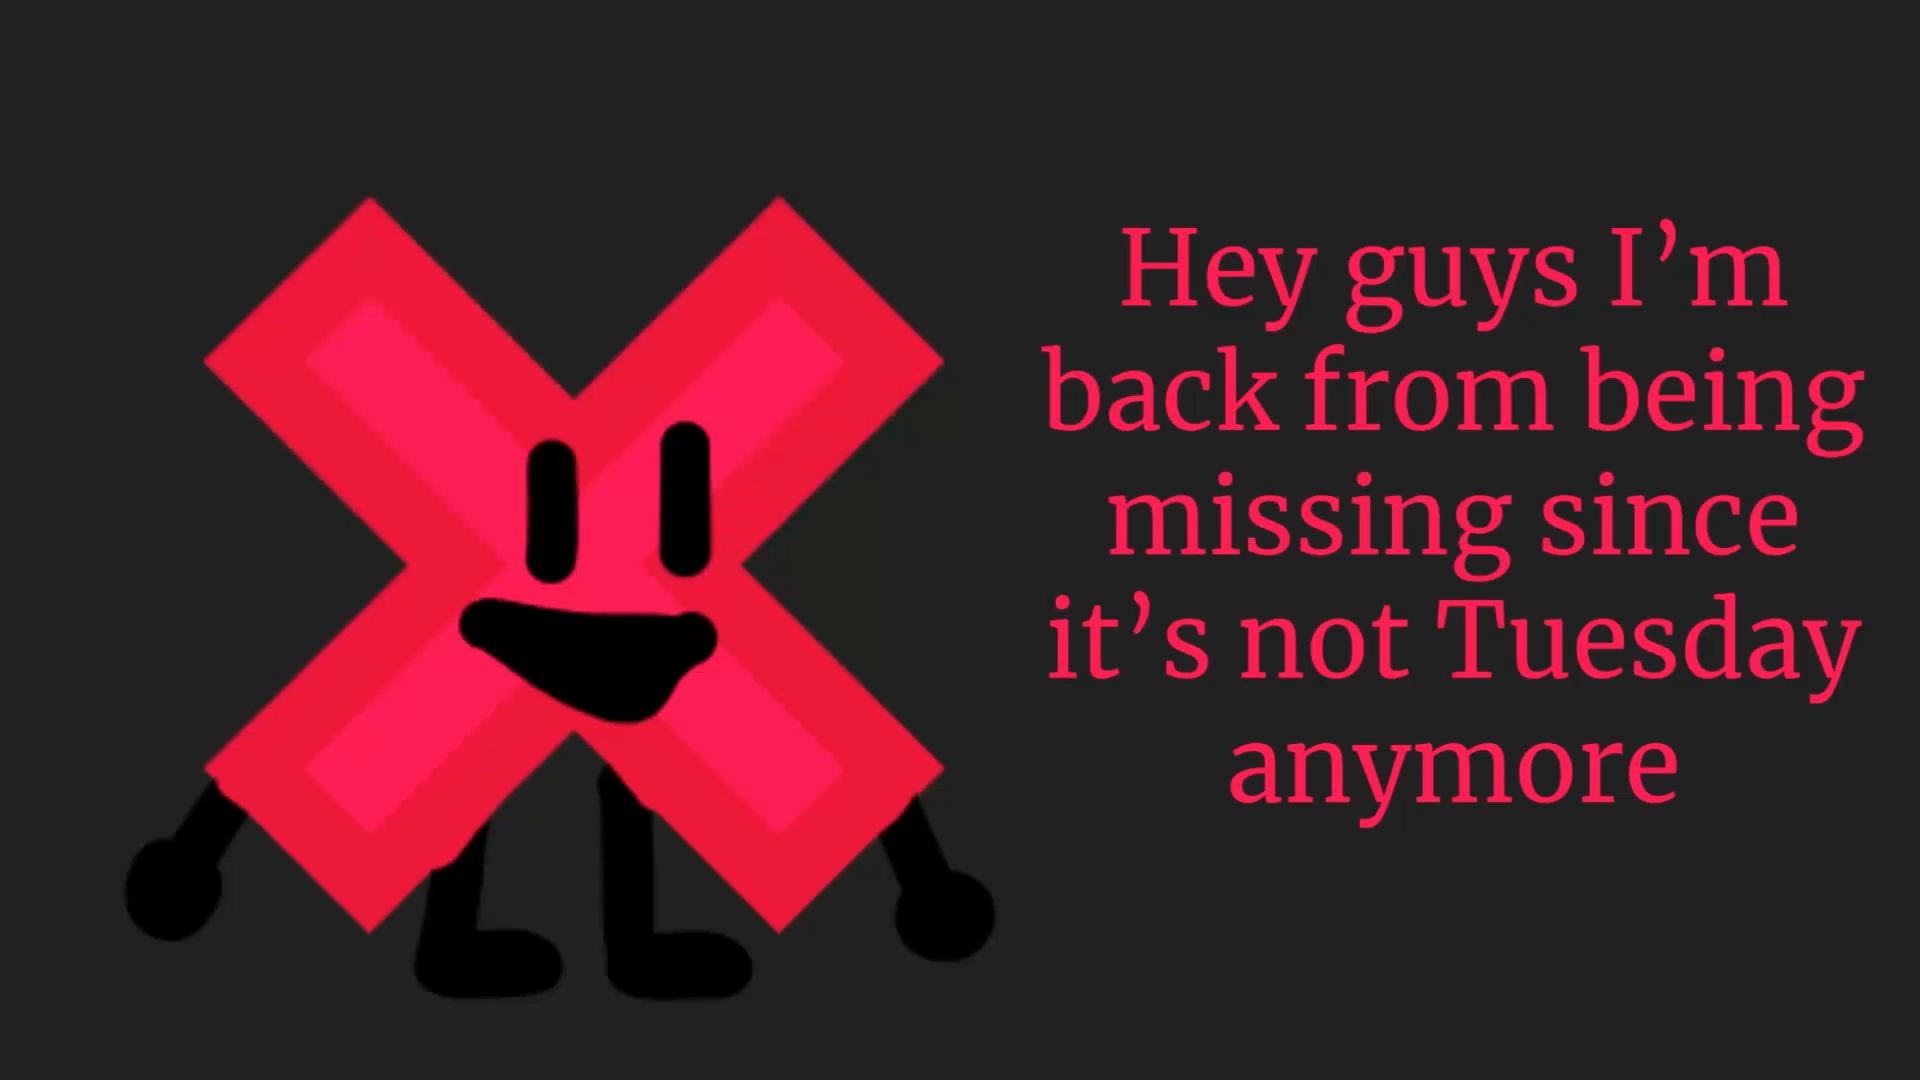 Hey guys I’m
back from being
missing since
it’s not Tuesday
anymore